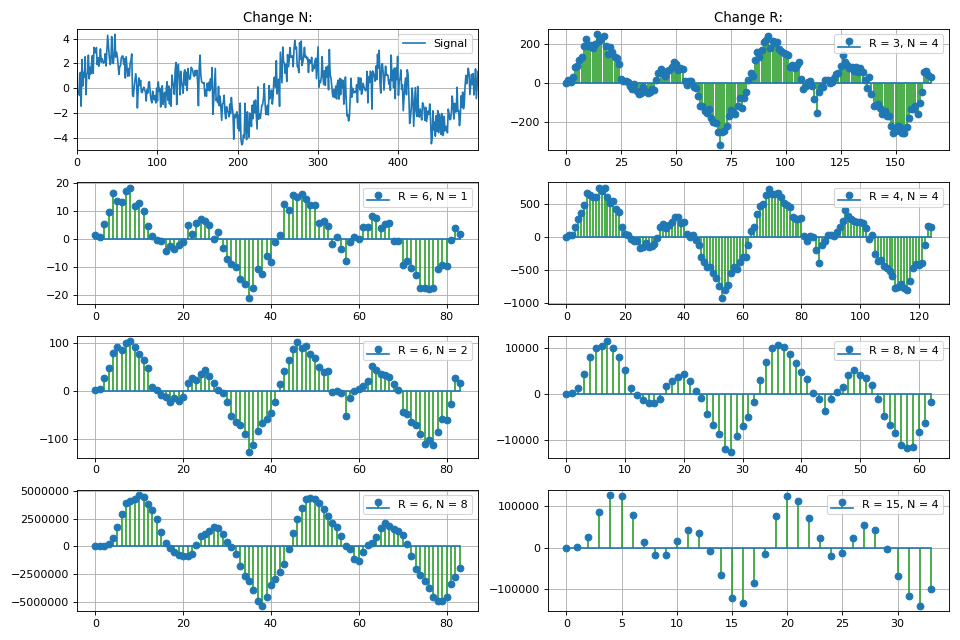 Change N:
4
2
0
−2
−4
0 100 200 300 400
Signal
Change R:
200
0
−200
0 25 50 75 100 125 150
R = 3, N = 4
20
10
0
−10
−20
0 20 40 60 80
R = 6, N = 1
500
0
−500
−1000
0 20 40 60 80 100 120
R = 4, N = 4
100
0
−100
0 20 40 60 80
R = 6, N = 2
10000
0
−10000
0 10 20 30 40 50 60
R = 8, N = 4
5000000
2500000
0
−2500000
−5000000
0 20 40 60 80
R = 6, N = 8
100000
0
−100000
0 5 10 15 20 25 30
R = 15, N = 4